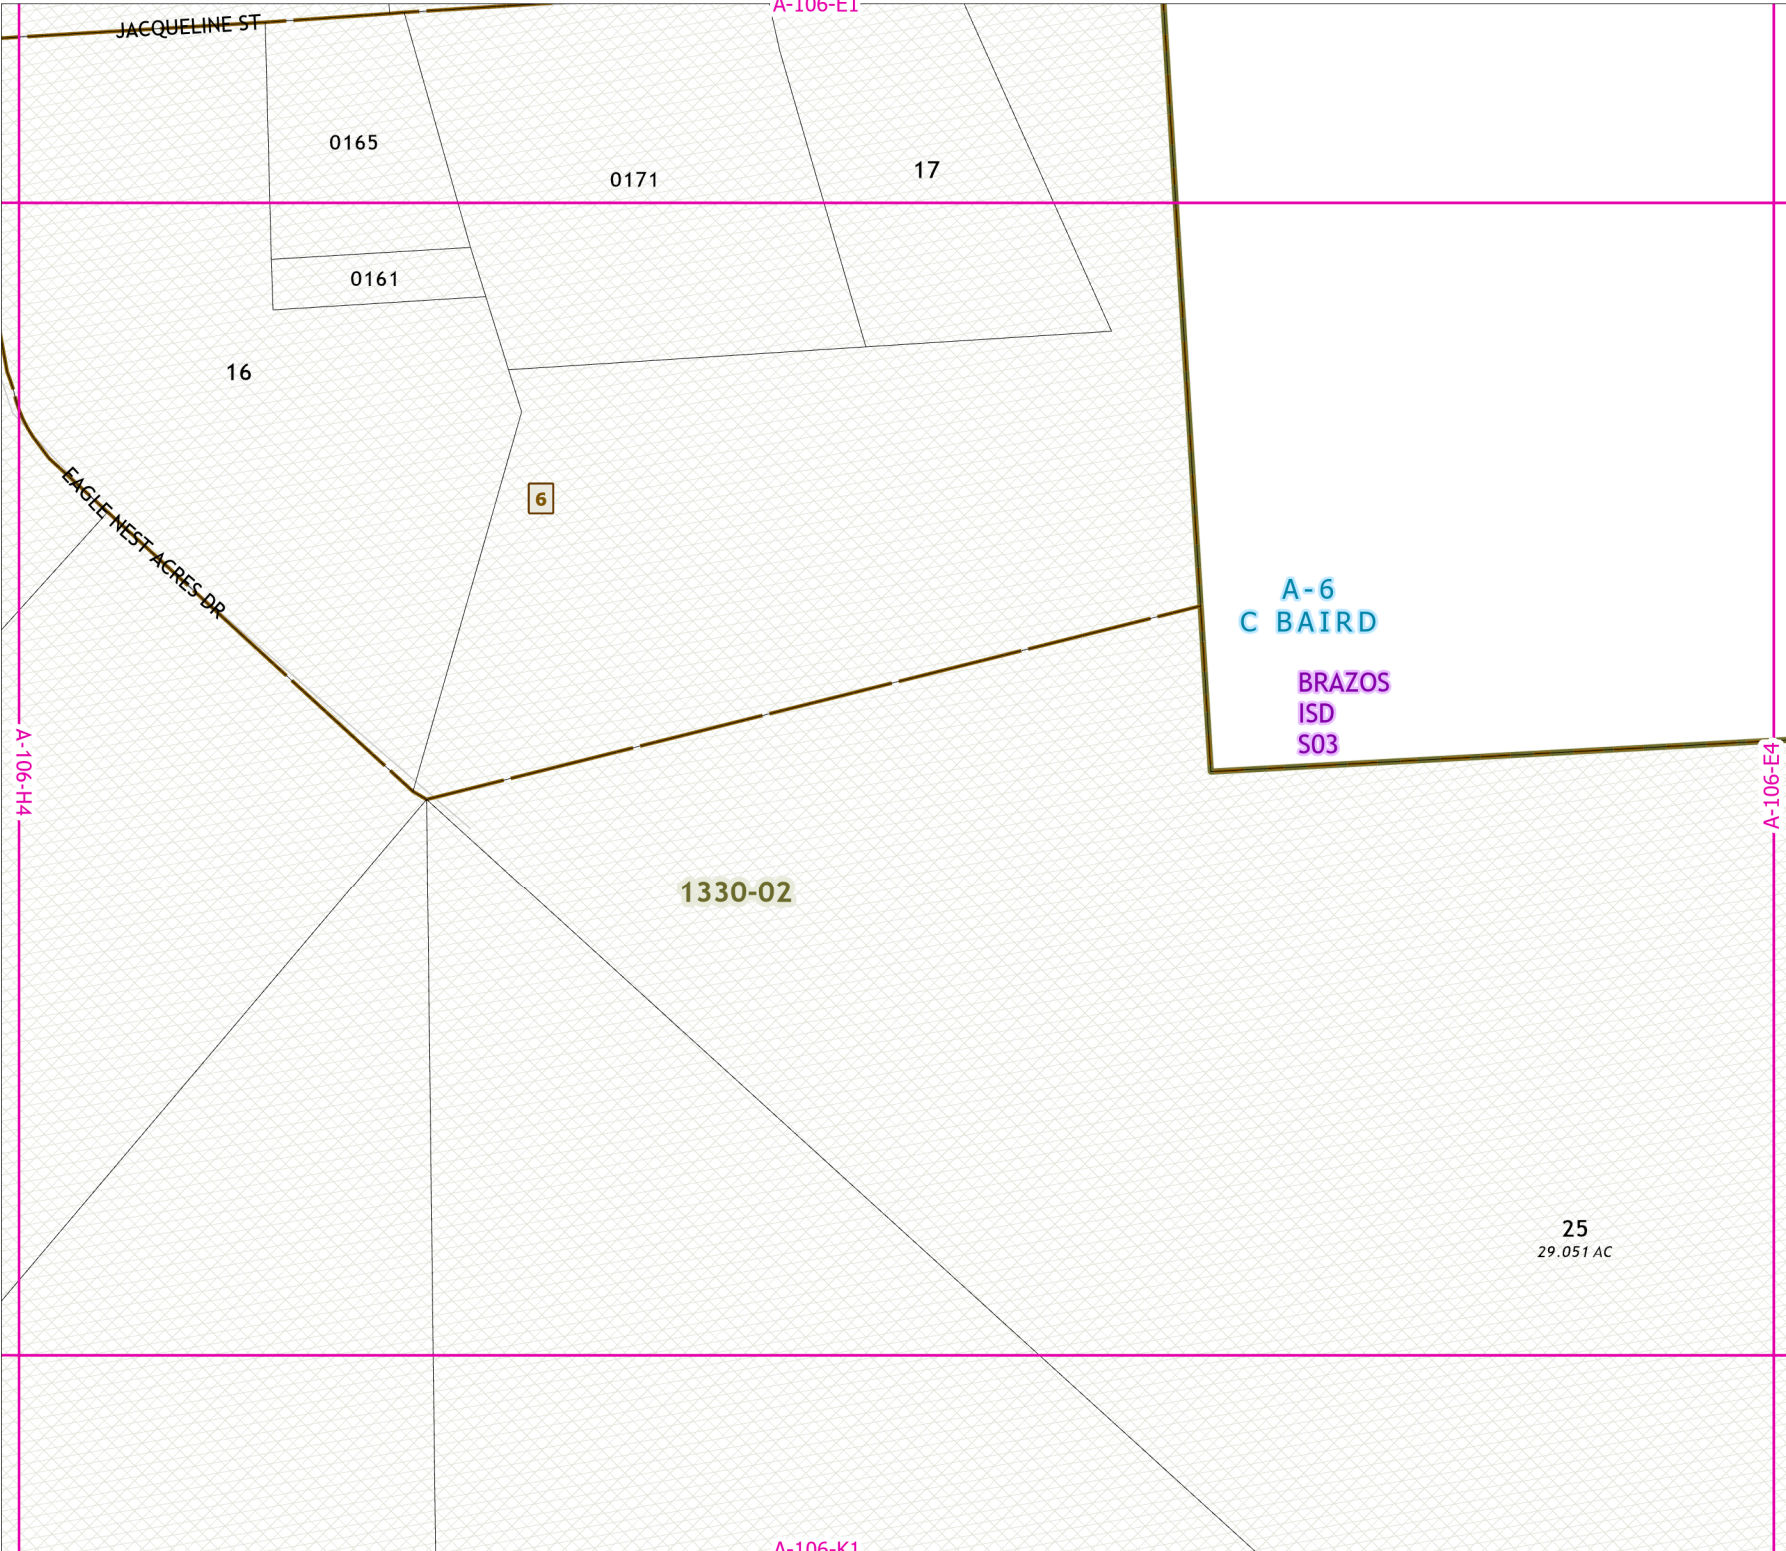 A-106-E1
JACQUELINE ST
0165
0171
17
0161
16
6
EAGLE NEST ACRES DR
A-6
C BAIRD
BRAZOS
ISD
S03
A-106-H4
A-106-E4
1330-02
25
29.051 AC
A-106-K1